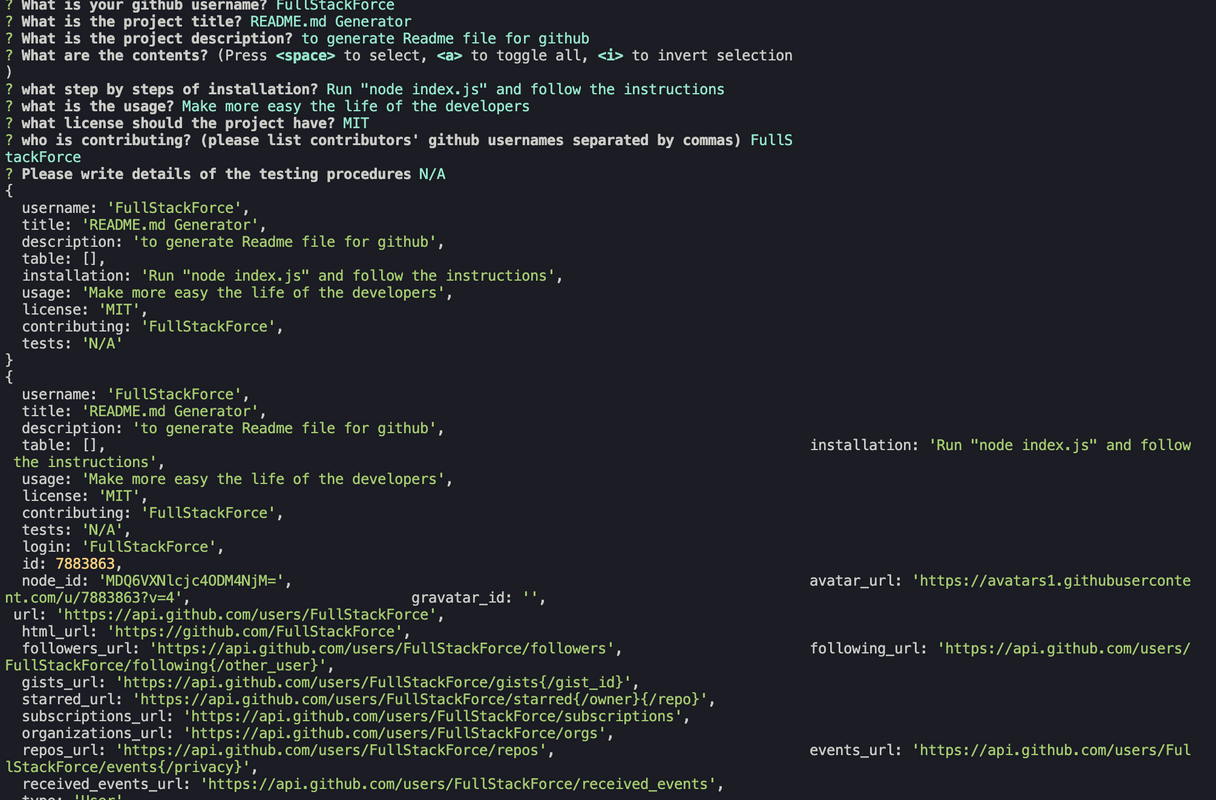 ? What is your github username? FullStackForce
? What is the project title? README.md Generator
? What is the project description? to generate Readme file for github
? What are the contents? (Press <space> to select, <a> to toggle all, <i> to invert selection
)
? what step by steps of installation? Run "node index.js" and follow the instructions
? what is the usage? Make more easy the life of the developers
? what license should the project have? MIT
? who is contributing? (please list contributors' github usernames separated by commas) FullS
tackForce
? Please write details of the testing procedures N/A
{
  username: 'FullStackForce',
  title: 'README.md Generator',
  description: 'to generate Readme file for github',
  table: [],
  installation: 'Run "node index.js" and follow the instructions',
  usage: 'Make more easy the life of the developers',
  license: 'MIT',
  contributing: 'FullStackForce',
  tests: 'N/A'
}
{
  username: 'FullStackForce',
  title: 'README.md Generator',
  description: 'to generate Readme file for github',
  table: [], installation: 'Run "node index.js" and follow
 the instructions',
  usage: 'Make more easy the life of the developers',
  license: 'MIT',
  contributing: 'FullStackForce',
  tests: 'N/A',
  login: 'FullStackForce',
  id: 7883863,
  node_id: 'MDQ6VXNlcjc4ODM4NjM=', avatar_url: 'https://avatars1.githubuserconte
nt.com/u/7883863?v=4', gravatar_id: '',
 url: 'https://api.github.com/users/FullStackForce',
  html_url: 'https://github.com/FullStackForce',
  followers_url: 'https://api.github.com/users/FullStackForce/followers', following_url: 'https://api.github.com/users/
FullStackForce/following{/other_user}',
  gists_url: 'https://api.github.com/users/FullStackForce/gists{/gist_id}',
  starred_url: 'https://api.github.com/users/FullStackForce/starred{/owner}{/repo}',
  subscriptions_url: 'https://api.github.com/users/FullStackForce/subscriptions',
  organizations_url: 'https://api.github.com/users/FullStackForce/orgs',
  repos_url: 'https://api.github.com/users/FullStackForce/repos', events_url: 'https://api.github.com/users/Ful
lStackForce/events{/privacy}',
  received_events_url: 'https://api.github.com/users/FullStackForce/received_events',
  type: 'User',